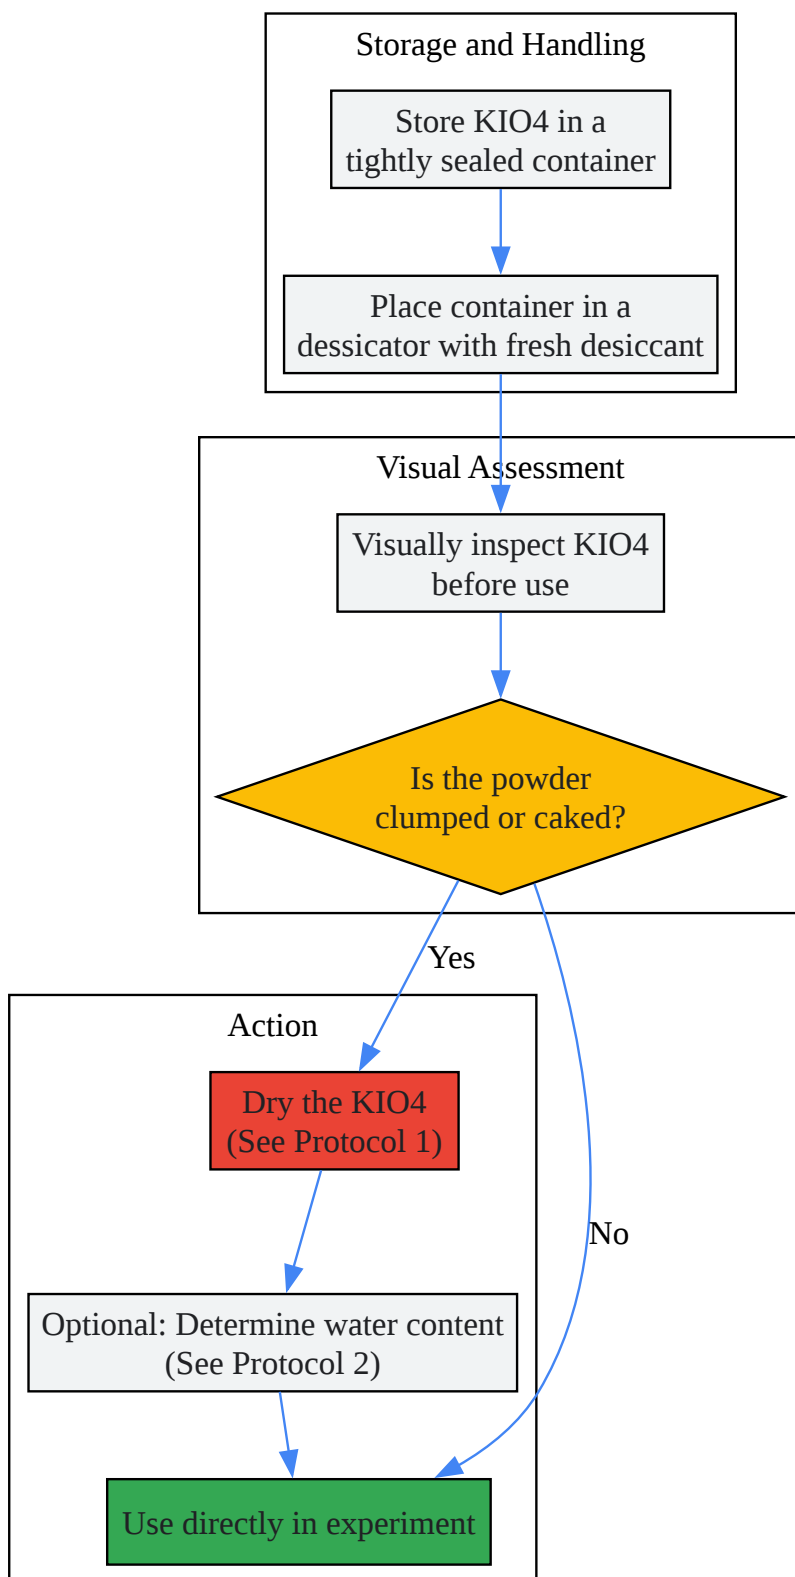 Storage and Handling
Store KIO4 in a
tightly sealed container
Place container in a
dessicator with fresh desiccant
Visual Assessment
Visually inspect KIO4
before use
Is the powder
clumped or caked?
Yes
Action
Dry the KIO4
(See Protocol 1)
No
Optional: Determine water content
(See Protocol 2)
Use directly in experiment